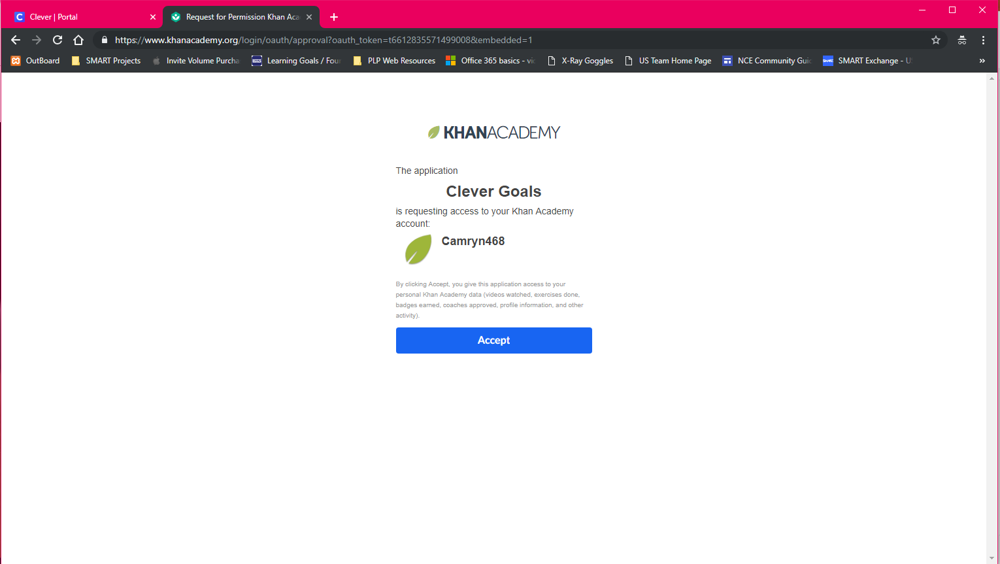 Clever | Portal
Request for Permission Khan Aca
https://www.khanacademy.org/login/oauth/approval?oauth_token=t6612835571499008&embedded=1
OutBoard
SMART Projects
Invite Volume Purcha
Learning Goals / Four
PLP Web Resources
Office 365 basics - vic
X-Ray Goggles
US Team Home Page
NCE Community Guid
SMART Exchange - US
KHANACADEMY
The application
Clever Goals
is requesting access to your Khan Academy
account:
Camryn468
By clicking Accept, you give this application access to your
personal Khan Academy data (videos watched, exercises done,
badges earned, coaches approved, profile information, and other
activity).
Accept